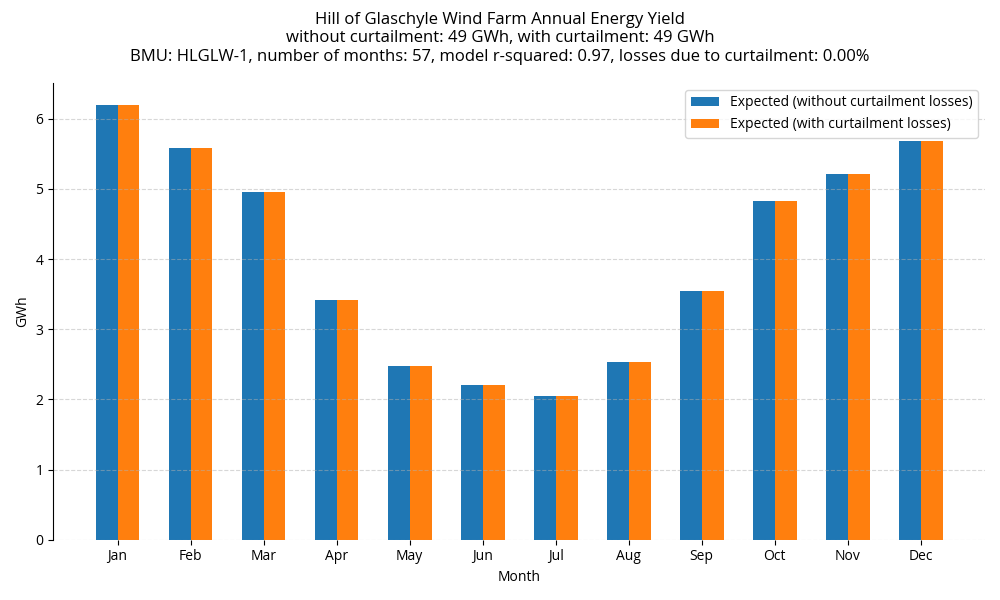 Hill of Glaschyle Wind Farm Annual Energy Yield
without curtailment: 49 GWh, with curtailment: 49 GWh
BMU: HLGLW-1, number of months: 57, model r-squared: 0.97, losses due to curtailment: 0.00%
Expected (without curtailment losses)
Expected (with curtailment losses)
GWh
6
5
4
3
2
1
0
Jan Feb Mar Apr May Jun Jul Aug Sep Oct Nov Dec
Month